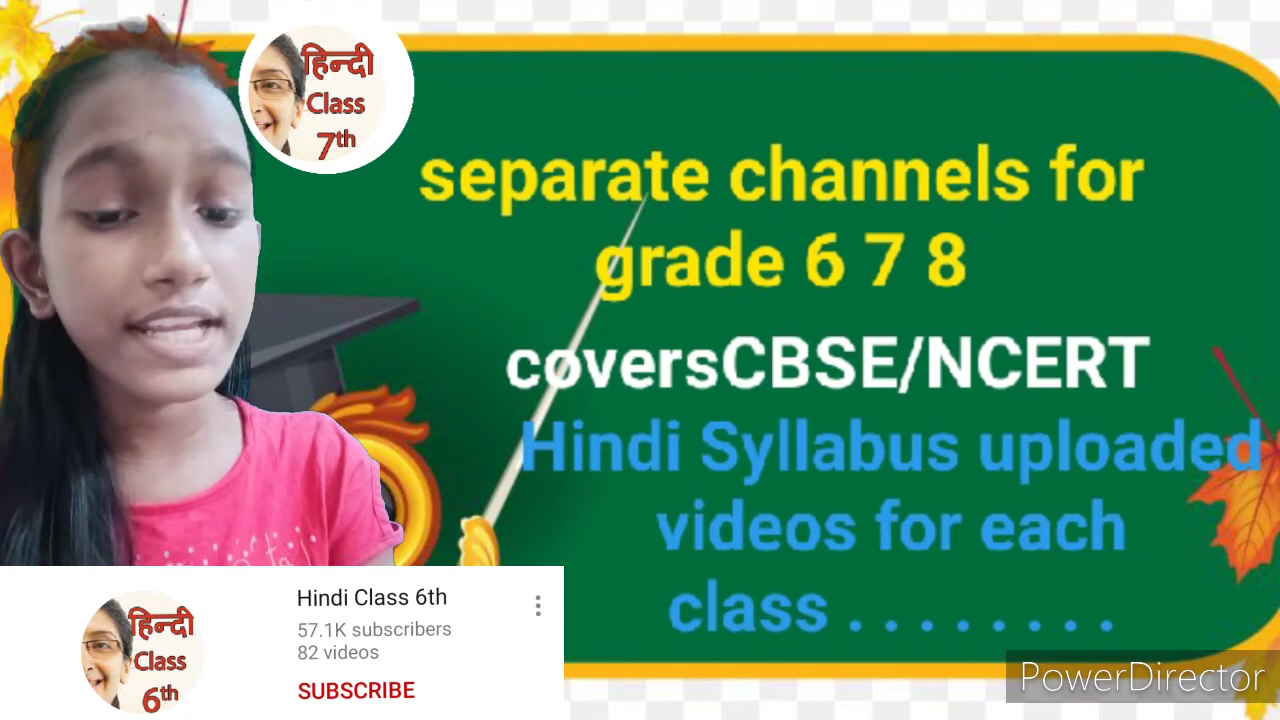 हिन्दी
Class
7th
separate channels for
grade 6 7 8
coversCBSE/NCERT
Hindi Syllabus uploaded
videos for each
class . . . . . . . .
हिन्दी
Class
6th
Hindi Class 6th
57.1K subscribers
82 videos
SUBSCRIBE
PowerDirector